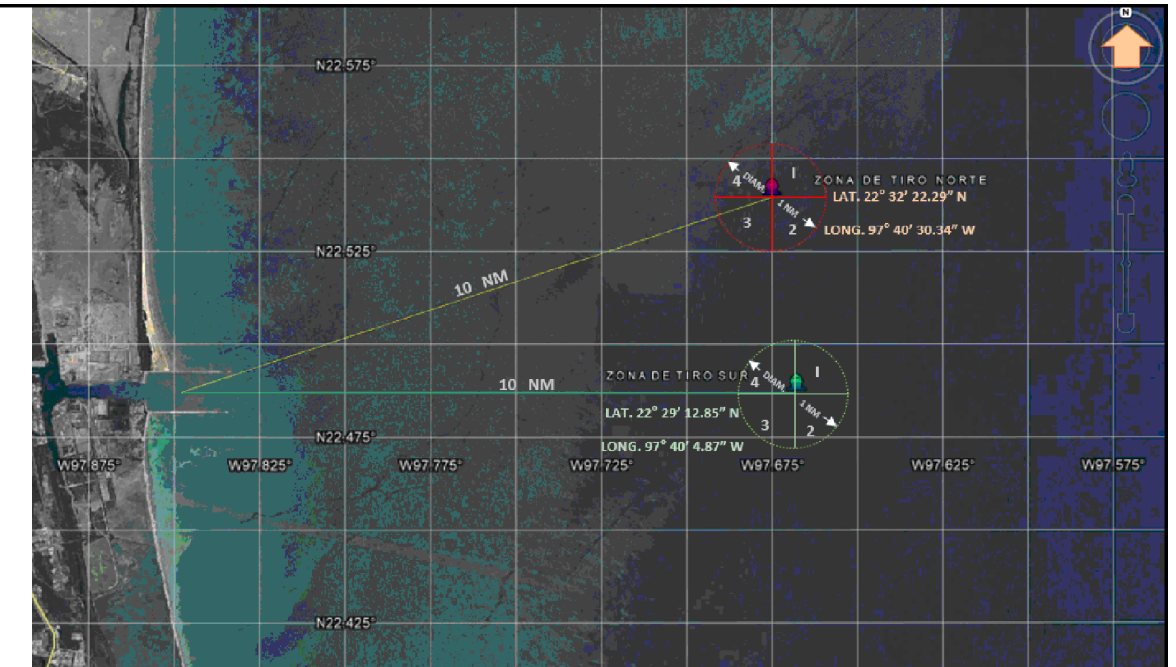 N
N22.575°
1
ZONA DE TIRO NORTE
4
DIAM.
LAT. 22° 32' 22.29" N
1 NM
3
2
LONG. 97° 40' 30.34" W
N22.525°
10 NM
ZONA DE TIRO SUR
4
DIAM.
1
10 NM
LAT. 22° 29' 12.85" N
1 NM
3
2
N22.475°
LONG. 97° 40' 4.87" W
W97.875°
W97.825°
W97.775°
W97.725°
W97.675°
W97.625°
W97.575°
N22.425°